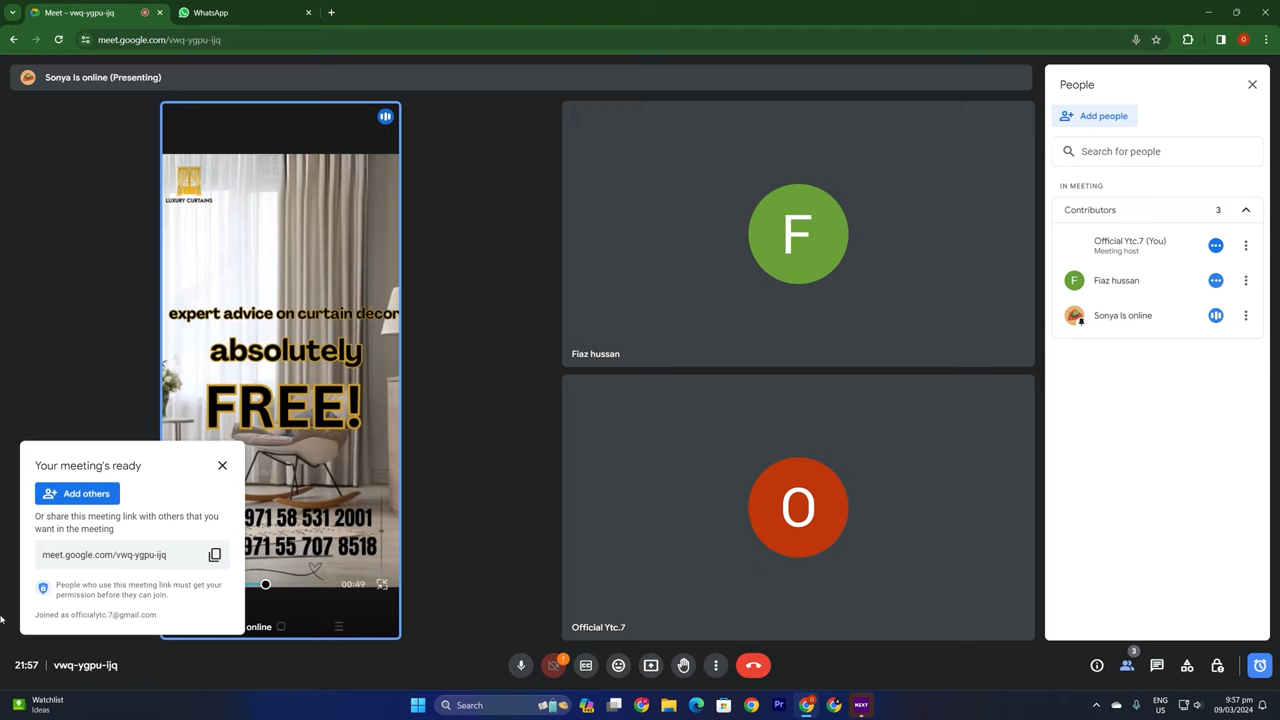 Meet – vwq-ygpu-ijq
WhatsApp
meet.google.com/vwq-ygpu-ijq
O
Sonya Is online (Presenting)
LUXURY CURTAINS
expert advice on curtain decor
absolutely
FREE!
971 58 531 2001
971 55 707 8518
00:49
online
F
Fiaz hussan
O
Official Ytc.7
People
Add people
Search for people
IN MEETING
Contributors 3
Official Ytc.7 (You)
Meeting host
F Fiaz hussan
Sonya Is online
Your meeting's ready
Add others
Or share this meeting link with others that you
want in the meeting
meet.google.com/vwq-ygpu-ijq
People who use this meeting link must get your
permission before they can join.
Joined as officialytc.7@gmail.com
21:57 vwq-ygpu-ijq
1
3
Watchlist
Ideas
Search
Pr
NEXT
ENG
US
9:57 pm
09/03/2024